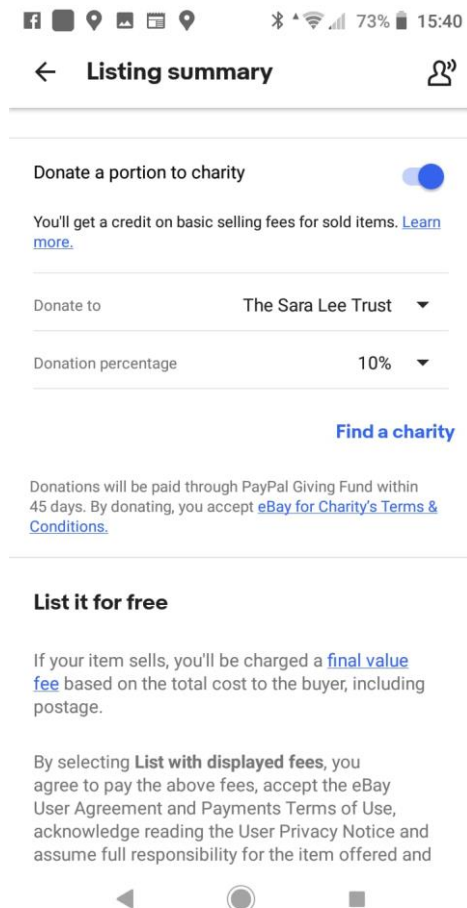 73% 15:40
Listing summary
Donate a portion to charity
You'll get a credit on basic selling fees for sold items. Learn
more.
Donate to The Sara Lee Trust
Donation percentage 10%
Find a charity
Donations will be paid through PayPal Giving Fund within
45 days. By donating, you accept eBay for Charity's Terms &
Conditions.
List it for free
If your item sells, you'll be charged a final value
fee based on the total cost to the buyer, including
postage.
By selecting List with displayed fees, you
agree to pay the above fees, accept the eBay
User Agreement and Payments Terms of Use,
acknowledge reading the User Privacy Notice and
assume full responsibility for the item offered and